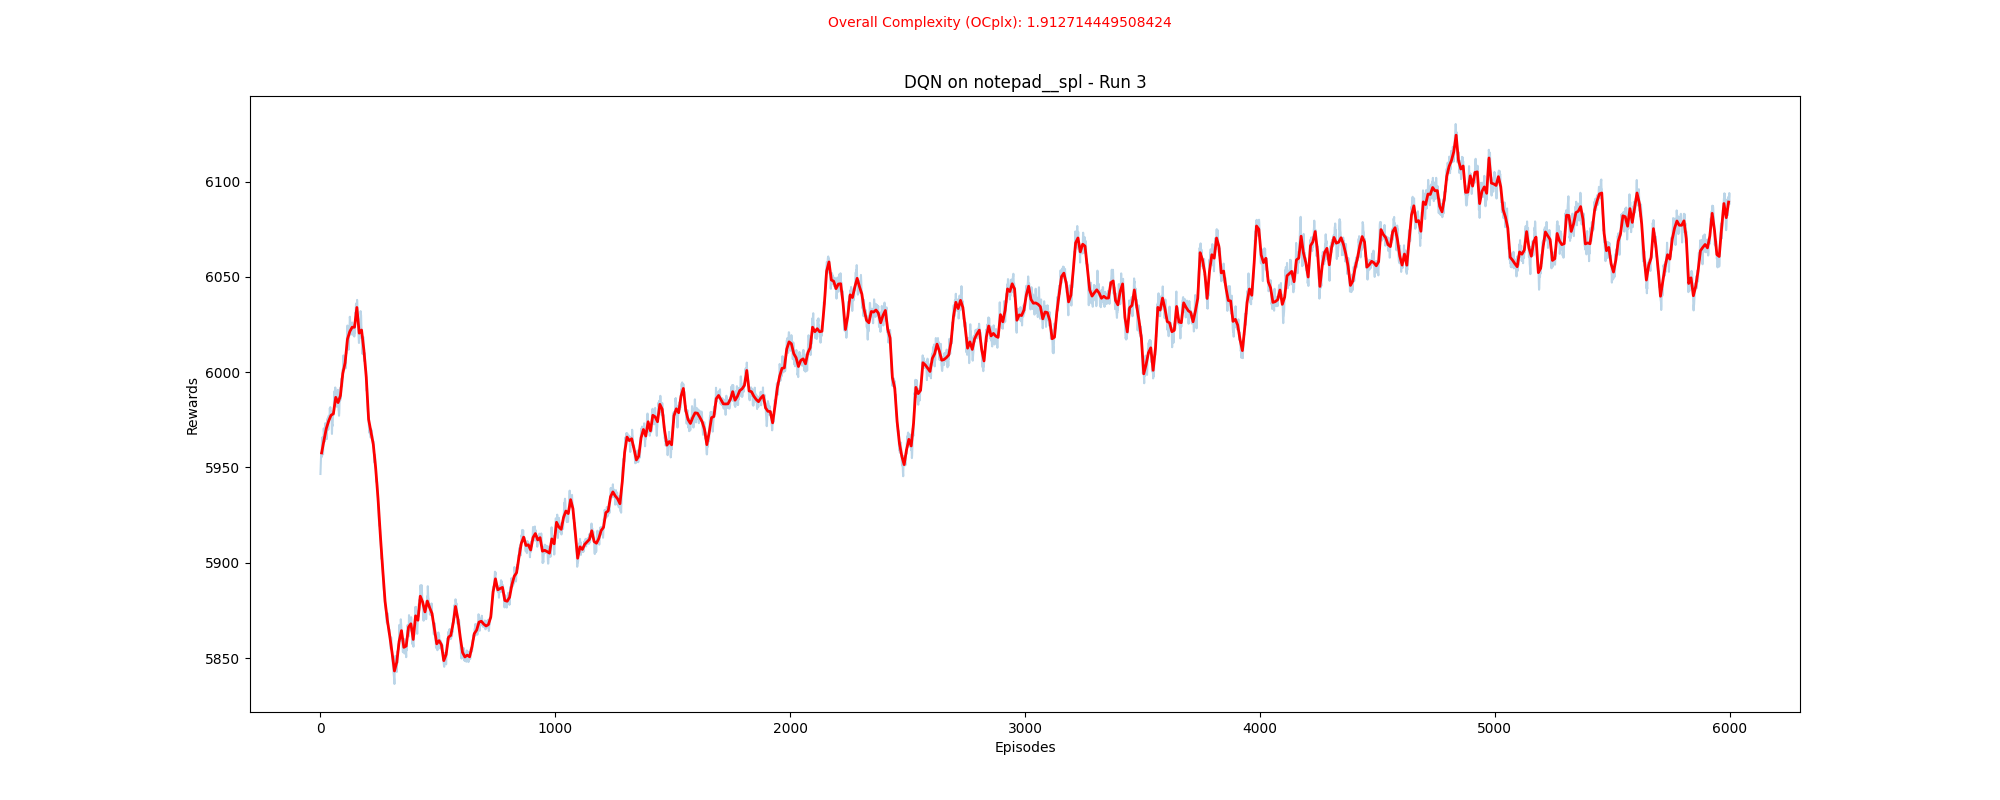 Overall Complexity (OCplx): 1.912714449508424
DQN on notepad__spl - Run 3
Rewards
6100
6050
6000
5950
5900
5850
0 1000 2000 3000 4000 5000 6000
Episodes